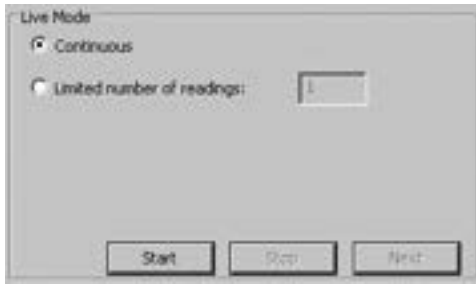 Live Mode
Continuous
Limited number of readings:
1
Start Stop Next